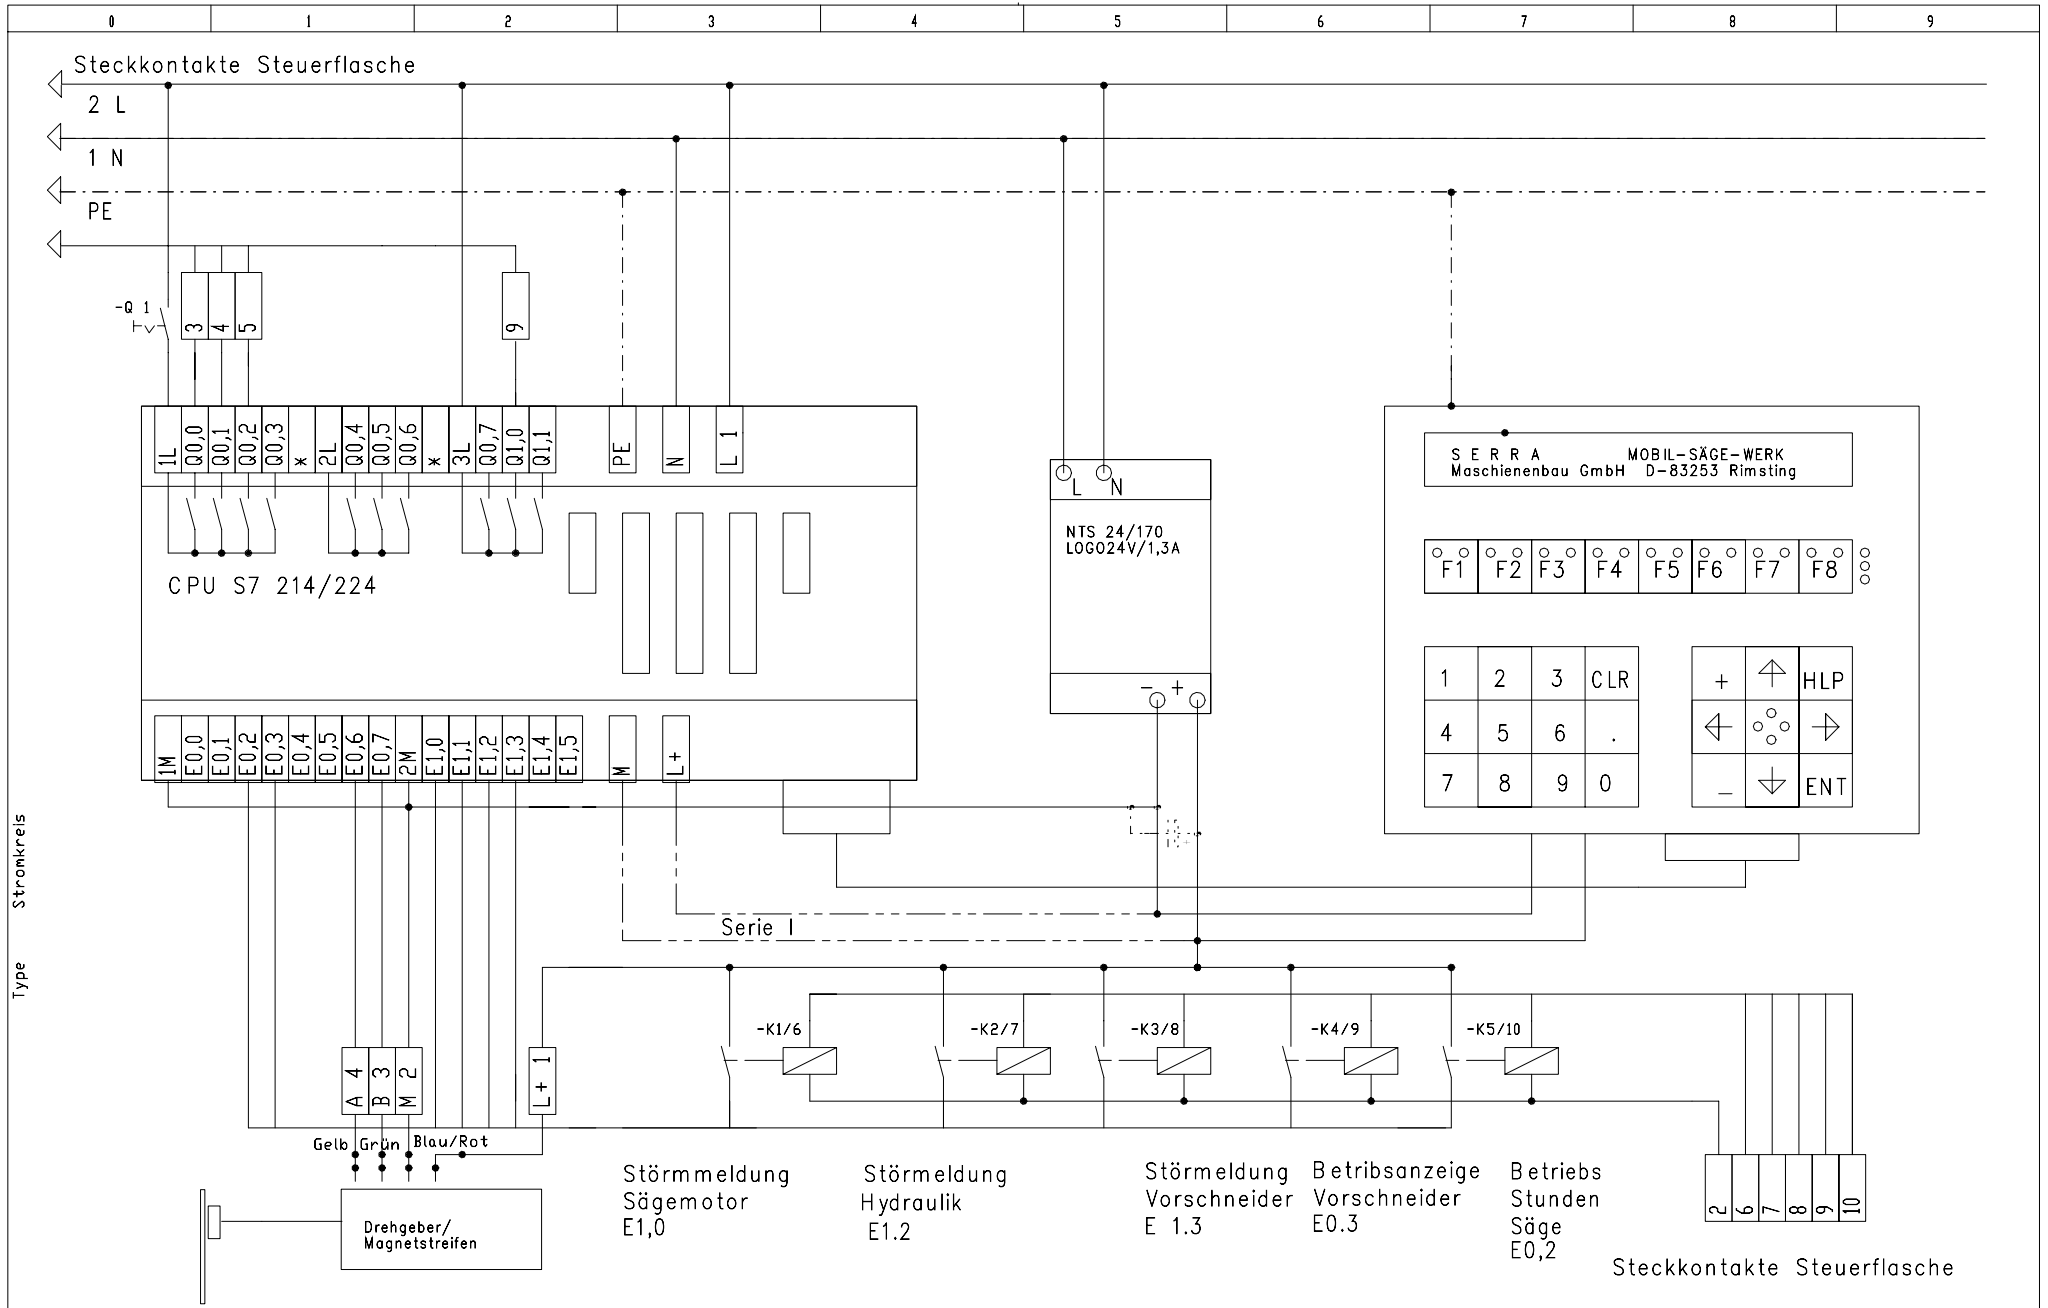 0 1 2 3 4 5 6 7 8 9
Steckkontakte Steuerflasche
2 L
1 N
PE
-Q 1
3 4 5 9
1L Q0,0 Q0,1 Q0,2 Q0,3 * 2L Q0,4 Q0,5 Q0,6 * 3L Q0,7 Q1,0 Q1,1 PE N L 1
CPU S7 214/224
1M E0,0 E0,1 E0,2 E0,3 E0,4 E0,5 E0,6 E0,7 2M E1,0 E1,1 E1,2 E1,3 E1,4 E1,5 M L+
L N
NTS 24/170
LOGO24V/1,3A
- +
S E R R A MOBIL-SÄGE-WERK
Maschienenbau GmbH D-83253 Rimsting
F1 F2 F3 F4 F5 F6 F7 F8
1 2 3 CLR
4 5 6 .
7 8 9 0
+ HLP
- ENT
Type Stromkreis
Serie I
-K1/6 -K2/7 -K3/8 -K4/9 -K5/10
A 4 B 3 M 2 L+ 1
Gelb Grün Blau/Rot
Drehgeber/
Magnetstreifen
Störmmeldung
Sägemotor
E1,0
Störmeldung
Hydraulik
E1.2
Störmeldung
Vorschneider
E 1.3
Betribsanzeige
Vorschneider
E0.3
Betriebs
Stunden
Säge
E0,2
2 6 7 8 9 10
Steckkontakte Steuerflasche